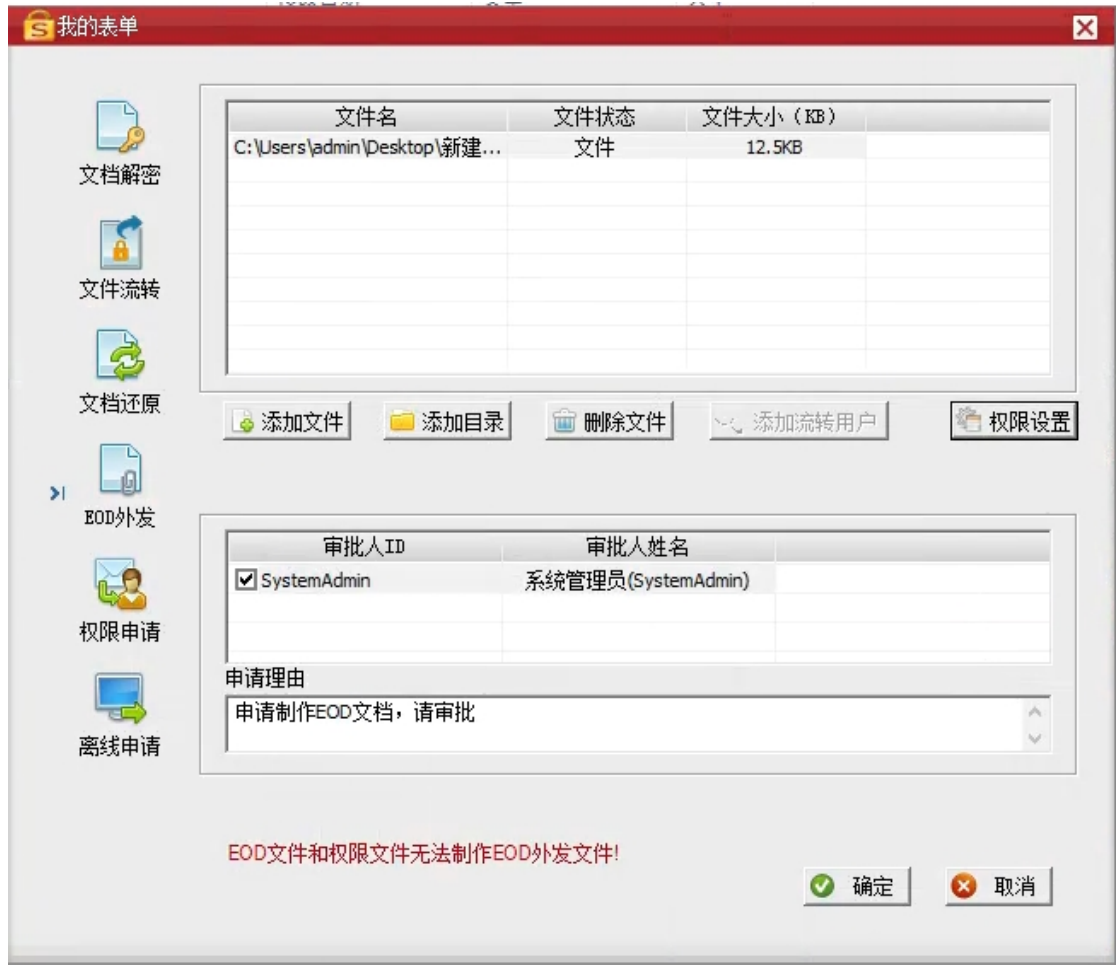 我的表单
文件名 文件状态 文件大小（KB）
C:\Users\admin\Desktop\新建... 文件 12.5KB
文档解密
文件流转
文档还原
EOD外发
权限申请
离线申请
添加文件 添加目录 删除文件 添加流转用户 权限设置
审批人ID 审批人姓名
SystemAdmin 系统管理员(SystemAdmin)
申请理由
申请制作EOD文档，请审批
EOD文件和权限文件无法制作EOD外发文件!
确定 取消